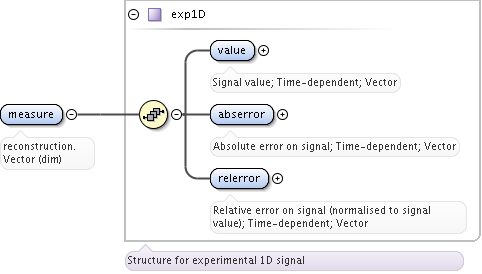 exp1D
value
Signal value; Time-dependent; Vector
measure
reconstruction.
Vector (dim)
abserror
Absolute error on signal; Time-dependent; Vector
relerror
Relative error on signal (normalised to signal
value); Time-dependent; Vector
Structure for experimental 1D signal